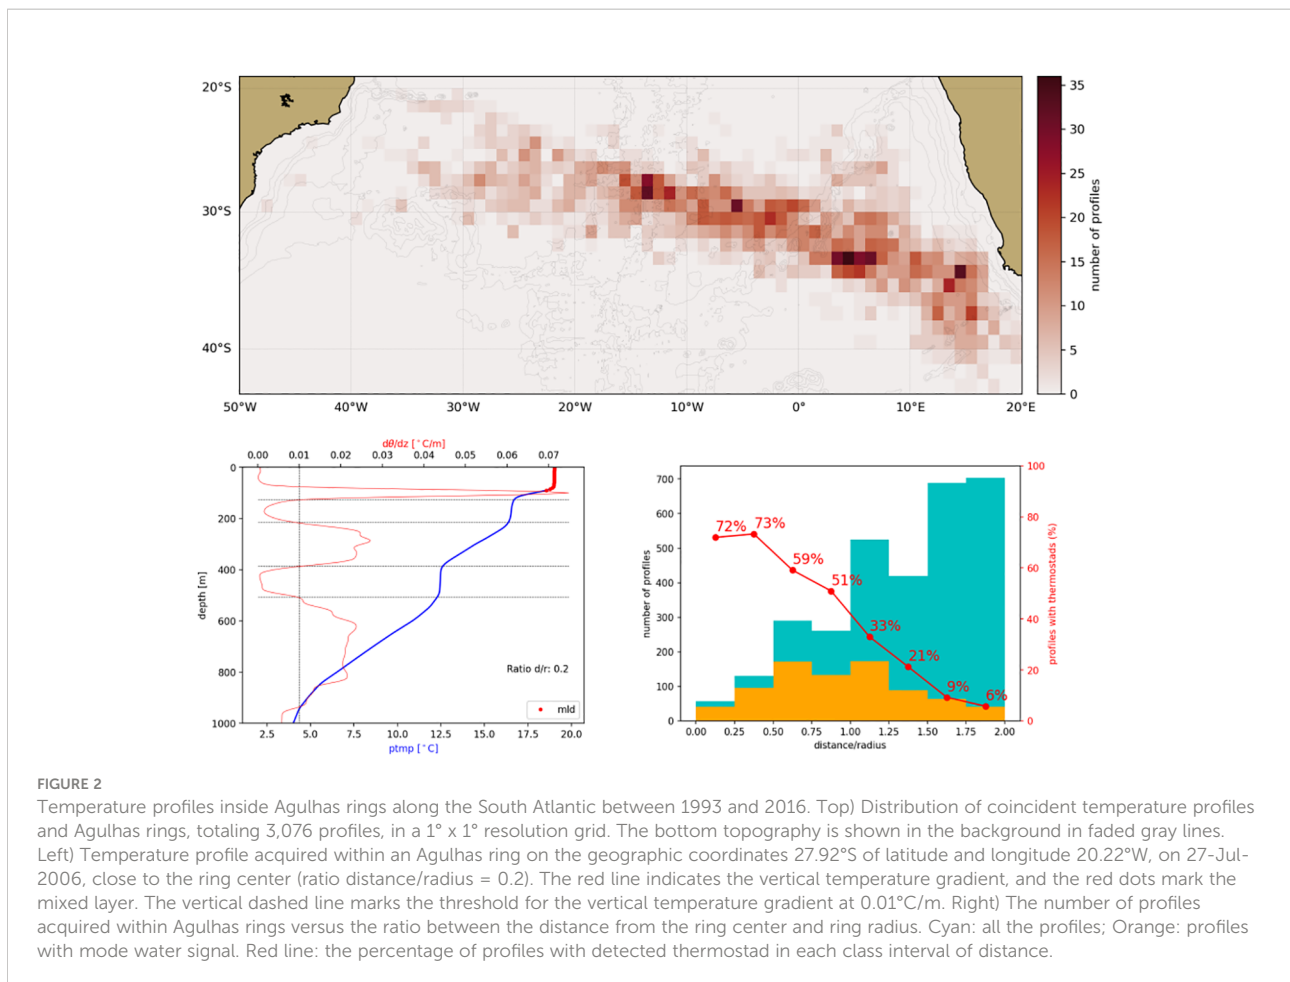 20°S
30°S
40°S
50°W 40°W 30°W 20°W 10°W 0° 10°E 20°E
35
30
25
20
15
10
5
0
number of profiles
dθ/dz [°C/m]
0.00 0.01 0.02 0.03 0.04 0.05 0.06 0.07
0
200
400
600
800
1000
depth [m]
Ratio d/r: 0.2
mld
2.5 5.0 7.5 10.0 12.5 15.0 17.5 20.0
ptmp [°C]
700
600
500
400
300
200
100
0
number of profiles
72% 73%
59%
51%
33%
21%
9%
6%
100
80
60
40
20
0
profiles with thermostads (%)
0.00 0.25 0.50 0.75 1.00 1.25 1.50 1.75 2.00
distance/radius
FIGURE 2
Temperature profiles inside Agulhas rings along the South Atlantic between 1993 and 2016. Top) Distribution of coincident temperature profiles
and Agulhas rings, totaling 3,076 profiles, in a 1° x 1° resolution grid. The bottom topography is shown in the background in faded gray lines.
Left) Temperature profile acquired within an Agulhas ring on the geographic coordinates 27.92°S of latitude and longitude 20.22°W, on 27-Jul-
2006, close to the ring center (ratio distance/radius = 0.2). The red line indicates the vertical temperature gradient, and the red dots mark the
mixed layer. The vertical dashed line marks the threshold for the vertical temperature gradient at 0.01°C/m. Right) The number of profiles
acquired within Agulhas rings versus the ratio between the distance from the ring center and ring radius. Cyan: all the profiles; Orange: profiles
with mode water signal. Red line: the percentage of profiles with detected thermostad in each class interval of distance.